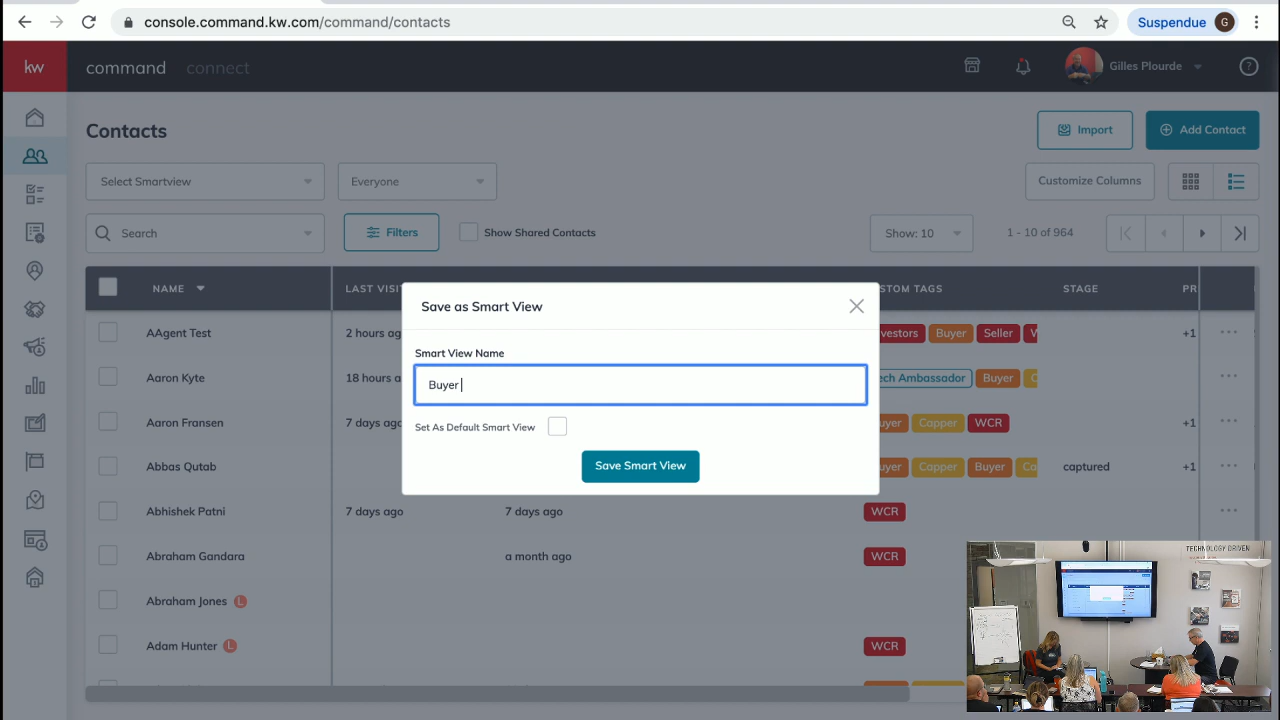 console.command.kw.com/command/contacts
Suspendue G
kw command connect
Gilles Plourde
Contacts
Import
Add Contact
Select Smartview
Everyone
Customize Columns
Search
Filters
Show Shared Contacts
Show: 10
1 - 10 of 964
NAME
LAST VISI
STOM TAGS
STAGE
PR
Save as Smart View
Smart View Name
Buyer
Set As Default Smart View
Save Smart View
AAgent Test
2 hours ag
vestors
Buyer
Seller
+1
Aaron Kyte
18 hours a
ech Ambassador
Buyer
C
Aaron Fransen
7 days ago
uyer
Capper
WCR
+1
Abbas Qutab
uyer
Capper
Buyer
Ca
captured
+1
Abhishek Patni
7 days ago
7 days ago
WCR
Abraham Gandara
a month ago
WCR
Abraham Jones L
Adam Hunter L
WCR
TECHNOLOGY DRIVEN